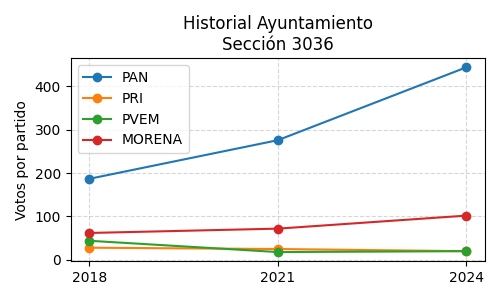 Historial Ayuntamiento
Sección 3036
PAN
PRI
PVEM
MORENA
Votos por partido
400
300
200
100
0
2018
2021
2024